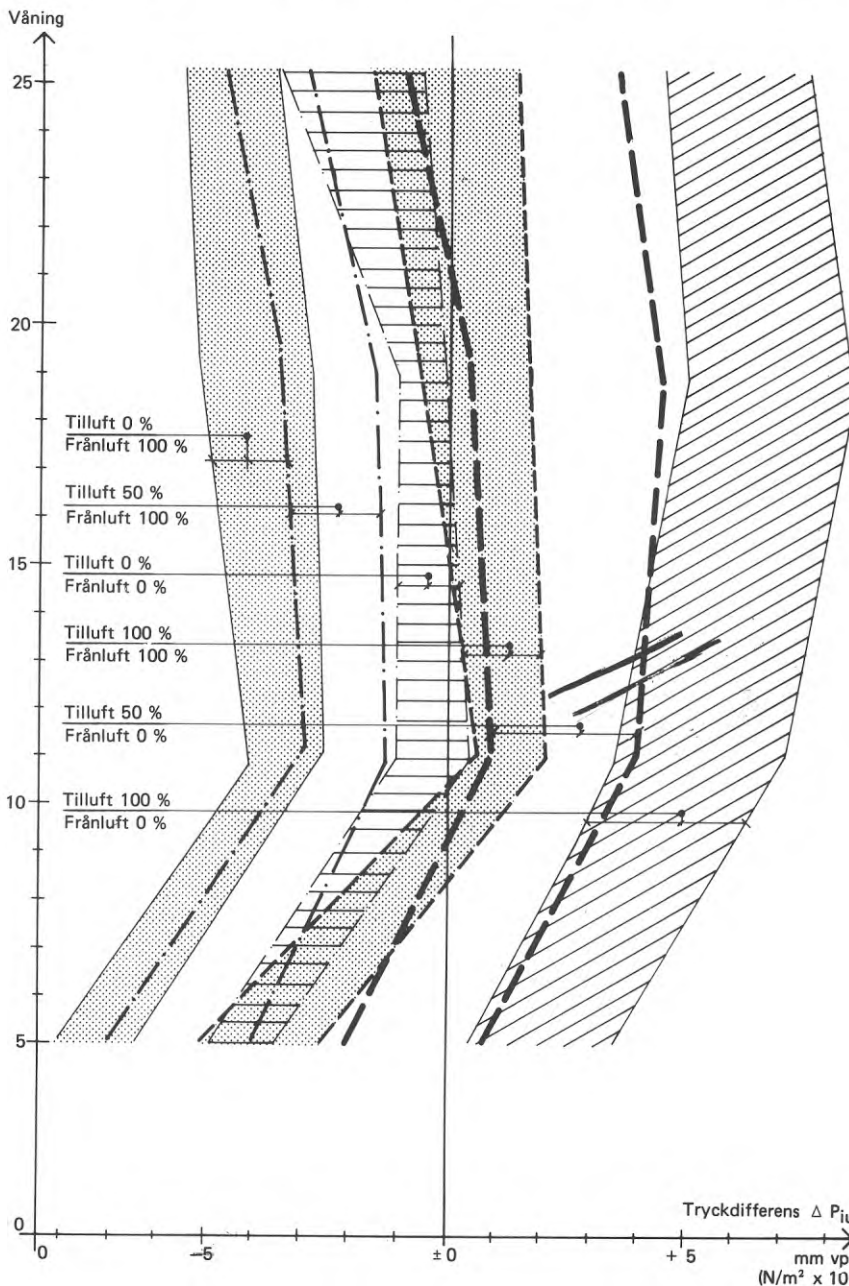 Våning
25
20
Tilluft 0 %
Frånluft 100 %
Tilluft 50 %
Frånluft 100 %
15
Tilluft 0 %
Frånluft 0 %
Tilluft 100 %
Frånluft 100 %
Tilluft 50 %
Frånluft 0 %
10
Tilluft 100 %
Frånluft 0 %
5
0
Tryckdifferens Δ Piu
0 −5 ± 0 + 5 mm vp
(N/m² x 10